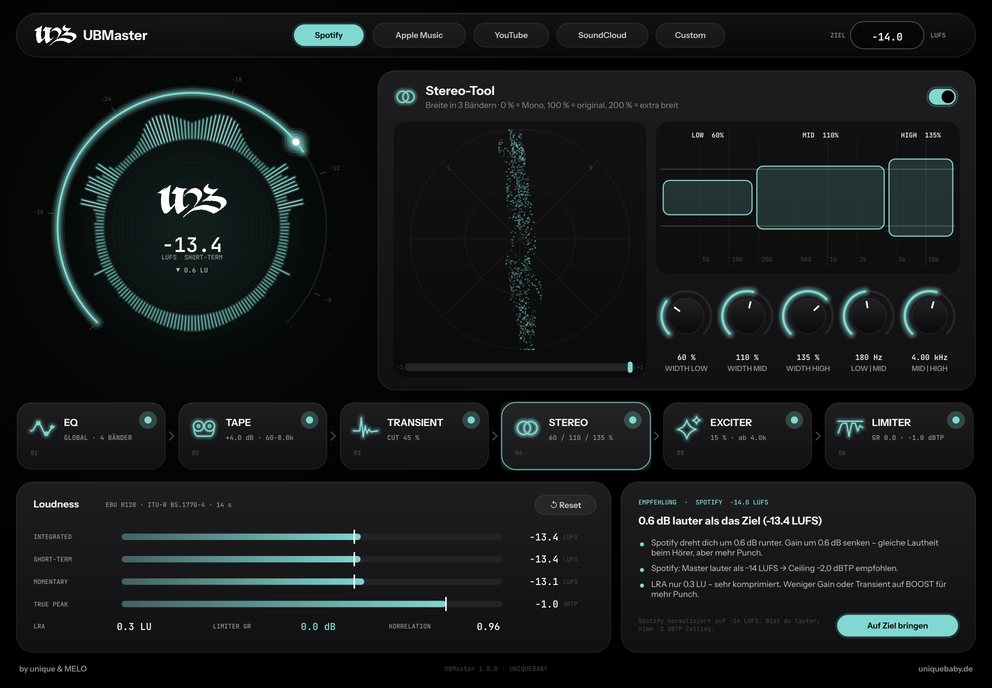 UB UBMaster
Spotify
Apple Music
YouTube
SoundCloud
Custom
ZIEL
-14.0
LUFS
-18
-24
-12
-30
-6
UB
-13.4
LUFS SHORT-TERM
▼ 0.6 LU
Stereo-Tool
Breite in 3 Bändern · 0 % = Mono, 100 % = original, 200 % = extra breit
L
R
-1
+1
LOW 60%
MID 110%
HIGH 135%
50
100
200
500
1k
2k
5k
10k
60 %
110 %
135 %
180 Hz
4.00 kHz
WIDTH LOW
WIDTH MID
WIDTH HIGH
LOW | MID
MID | HIGH
EQ
GLOBAL · 4 BÄNDER
01
TAPE
+4.0 dB · 60-8.0k
02
TRANSIENT
CUT 45 %
03
STEREO
60 / 110 / 135 %
04
EXCITER
15 % · ab 4.0k
05
LIMITER
GR 0.0 · -1.0 dBTP
06
Loudness
EBU R128 · ITU-R BS.1770-4 · 14 s
Reset
INTEGRATED
-13.4 LUFS
SHORT-TERM
-13.4 LUFS
MOMENTARY
-13.1 LUFS
TRUE PEAK
-1.0 dBTP
LRA
0.3 LU
LIMITER GR
0.0 dB
KORRELATION
0.96
EMPFEHLUNG · SPOTIFY -14.0 LUFS
0.6 dB lauter als das Ziel (-13.4 LUFS)
Spotify dreht dich um 0.6 dB runter. Gain um 0.6 dB senken – gleiche Lautheit
beim Hörer, aber mehr Punch.
Spotify: Master lauter als −14 LUFS → Ceiling −2,0 dBTP empfohlen.
LRA nur 0.3 LU – sehr komprimiert. Weniger Gain oder Transient auf BOOST für
mehr Punch.
Spotify normalisiert auf -14 LUFS. Bist du lauter,
nimm -2 dBTP Ceiling.
Auf Ziel bringen
by unique & MELO
UBMaster 1.0.0 · UNIQUEBABY
uniquebaby.de